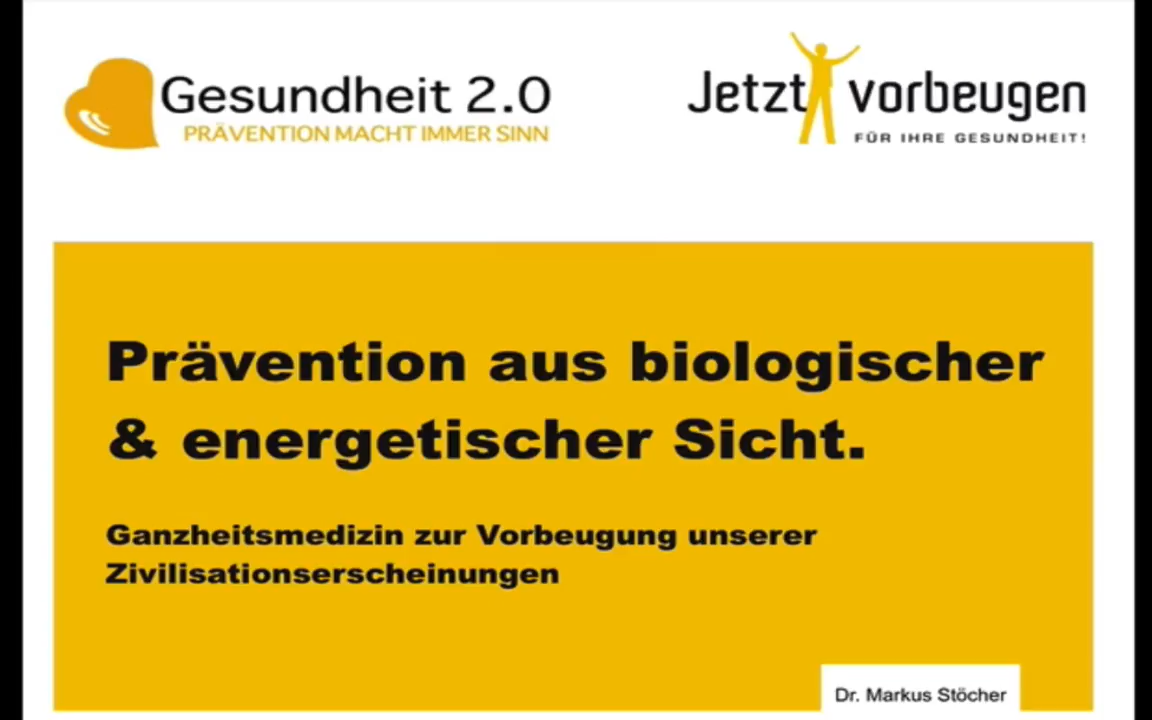 Gesundheit 2.0
PRÄVENTION MACHT IMMER SINN
Jetzt vorbeugen
FÜR IHRE GESUNDHEIT!
Prävention aus biologischer
& energetischer Sicht.
Ganzheitsmedizin zur Vorbeugung unserer
Zivilisationserscheinungen
Dr. Markus Stöcher